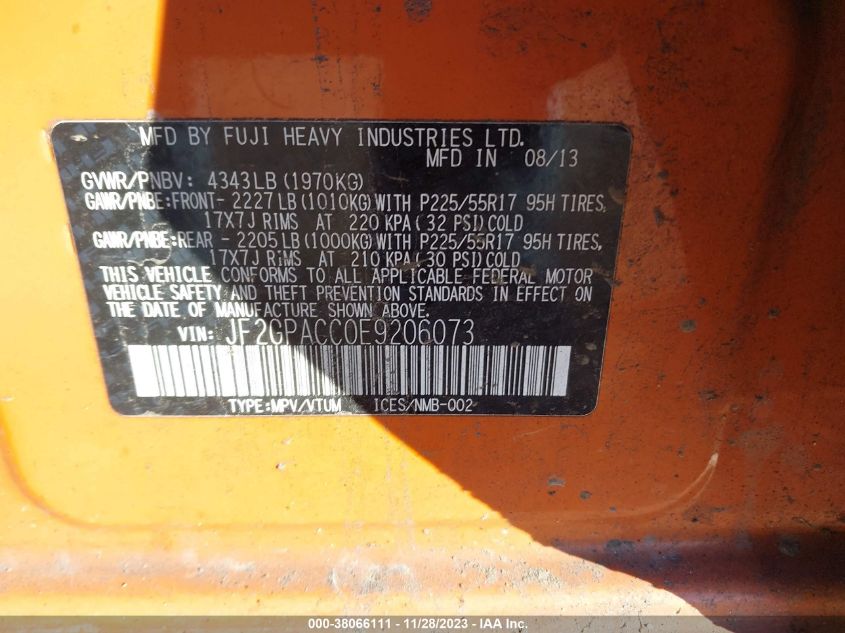 MFD BY FUJI HEAVY INDUSTRIES LTD.
MFD IN 08/13
GVWR/PNBV: 4343LB (1970KG)
GAWR/PNBE:FRONT- 2227 LB (1010KG) WITH P225/55R17 95H TIRES,
17X7J RIMS AT 220 KPA (32 PSI) COLD
GAWR/PNBE:REAR - 2205 LB (1000KG) WITH P225/55R17 95H TIRES,
17X7J RIMS AT 210 KPA (30 PSI) COLD
THIS VEHICLE CONFORMS TO ALL APPLICABLE FEDERAL MOTOR
VEHICLE SAFETY AND THEFT PREVENTION STANDARDS IN EFFECT ON
THE DATE OF MANUFACTURE SHOWN ABOVE.
VIN: JF2GPACC0E9206073
TYPE:MPV/VTUM ICES/NMB-002
000-38066111 - 11/28/2023 - IAA Inc.